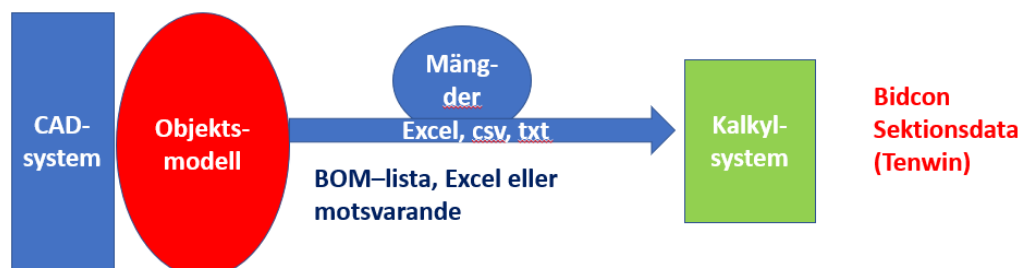 CAD-
system
Objekts-
modell
Mäng-
der
Excel, csv, txt
BOM–lista, Excel eller
motsvarande
Kalkyl-
system
Bidcon
Sektionsdata
(Tenwin)